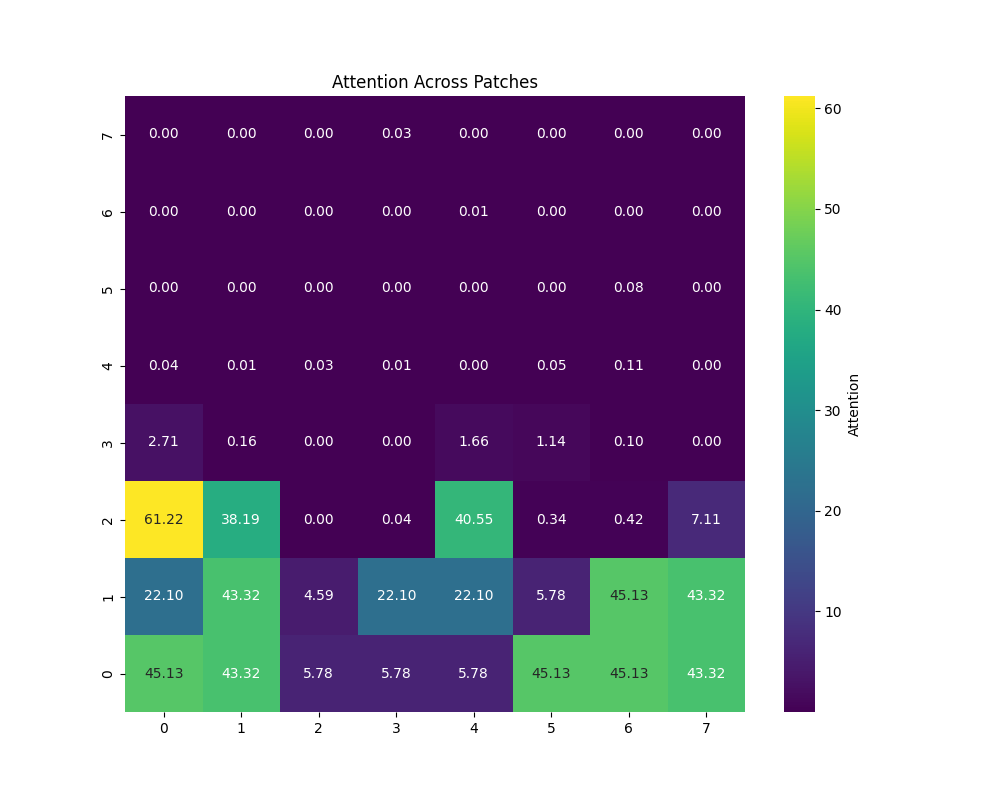 Attention Across Patches
7 0.00 0.00 0.00 0.03 0.00 0.00 0.00 0.00
6 0.00 0.00 0.00 0.00 0.01 0.00 0.00 0.00
5 0.00 0.00 0.00 0.00 0.00 0.00 0.08 0.00
4 0.04 0.01 0.03 0.01 0.00 0.05 0.11 0.00
3 2.71 0.16 0.00 0.00 1.66 1.14 0.10 0.00
2 61.22 38.19 0.00 0.04 40.55 0.34 0.42 7.11
1 22.10 43.32 4.59 22.10 22.10 5.78 45.13 43.32
0 45.13 43.32 5.78 5.78 5.78 45.13 45.13 43.32
0 1 2 3 4 5 6 7
60
50
40
30
20
10
Attention